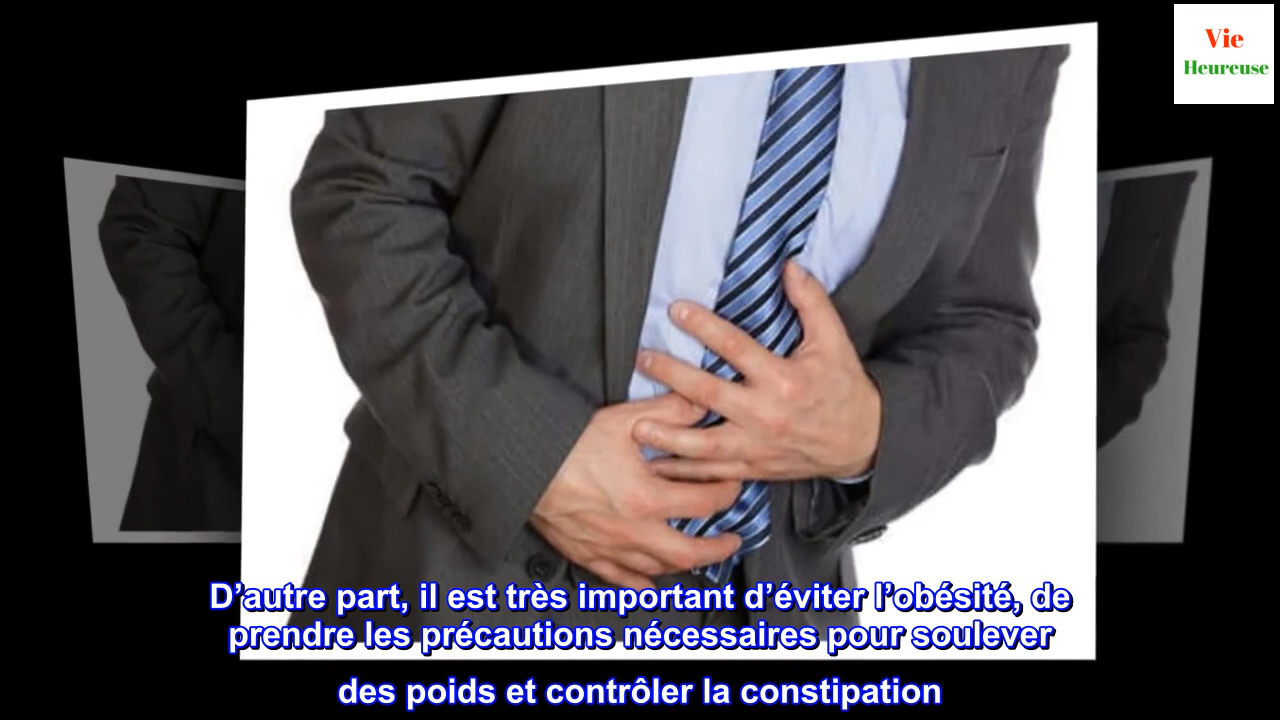 Vie
Heureuse
D’autre part, il est très important d’éviter l’obésité, de
prendre les précautions nécessaires pour soulever
des poids et contrôler la constipation